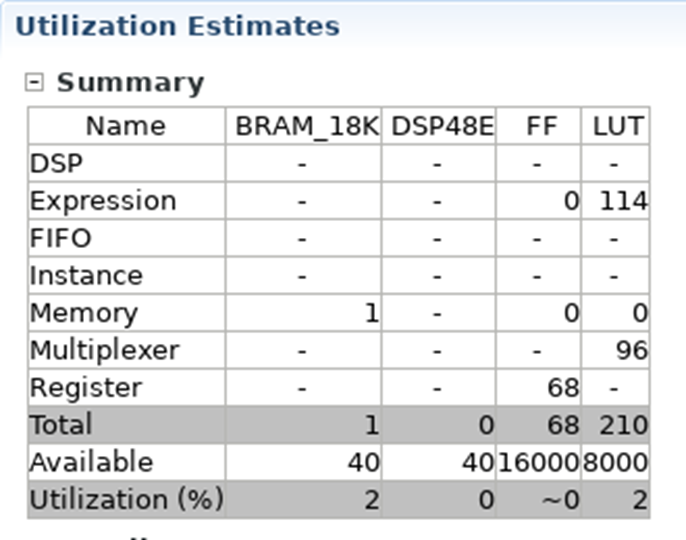 Utilization Estimates
Summary
Name BRAM_18K DSP48E FF LUT
DSP - - - -
Expression - - 0 114
FIFO - - - -
Instance - - - -
Memory 1 - 0 0
Multiplexer - - - 96
Register - - 68 -
Total 1 0 68 210
Available 40 40 16000 8000
Utilization (%) 2 0 ~0 2